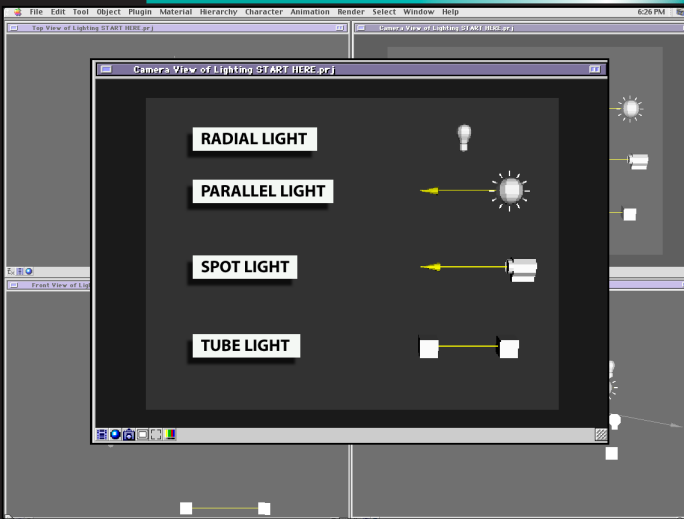 File Edit Tool Object Plugin Material Hierarchy Character Animation Render Select Window Help 6:26 PM
Top View of Lighting START HERE.prj
Camera View of Lighting START HERE.prj
Camera View of Lighting START HERE.prj
RADIAL LIGHT
PARALLEL LIGHT
SPOT LIGHT
TUBE LIGHT
Front View of